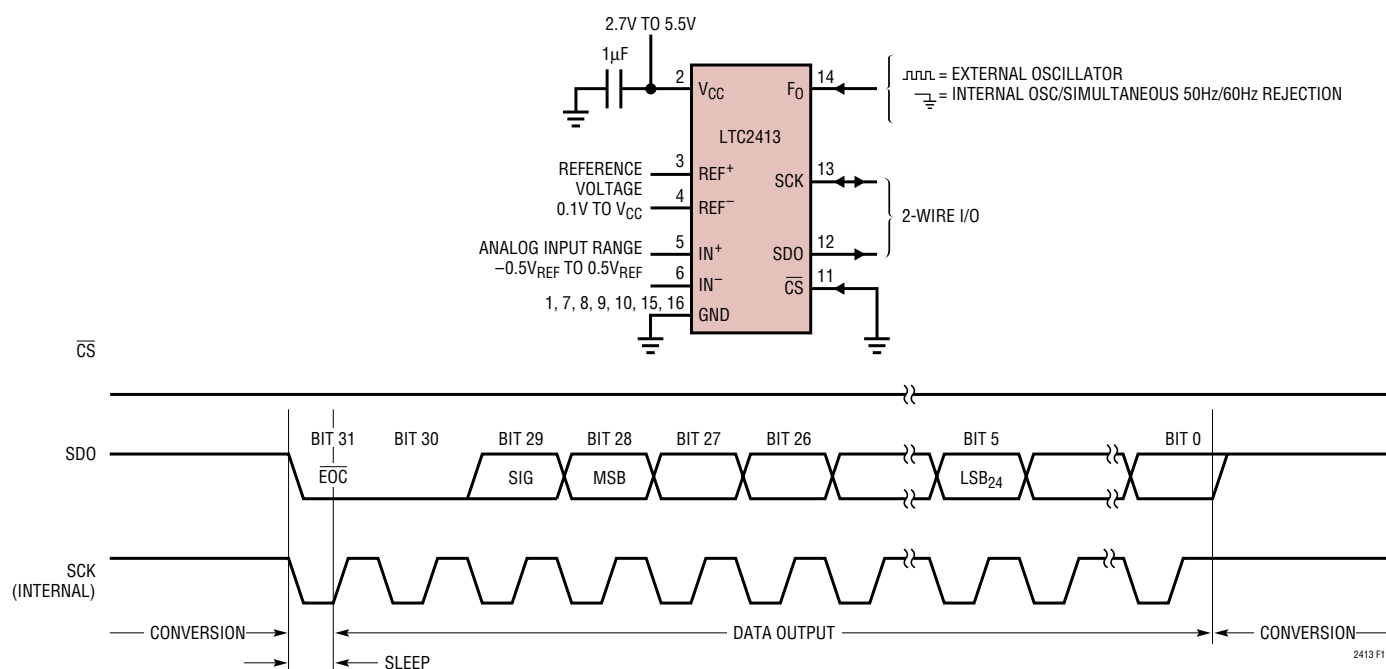 2.7V TO 5.5V
1µF
2
VCC
FO
14
= EXTERNAL OSCILLATOR
= INTERNAL OSC/SIMULTANEOUS 50Hz/60Hz REJECTION
LTC2413
REFERENCE
VOLTAGE
0.1V TO VCC
3
REF+
4
REF–
SCK
13
2-WIRE I/O
ANALOG INPUT RANGE
–0.5VREF TO 0.5VREF
5
IN+
6
IN–
SDO
12
CS
11
1, 7, 8, 9, 10, 15, 16
GND
CS
SDO
BIT 31
BIT 30
BIT 29
BIT 28
BIT 27
BIT 26
BIT 5
BIT 0
EOC
SIG
MSB
LSB24
SCK
(INTERNAL)
CONVERSION
DATA OUTPUT
CONVERSION
SLEEP
2413 F1